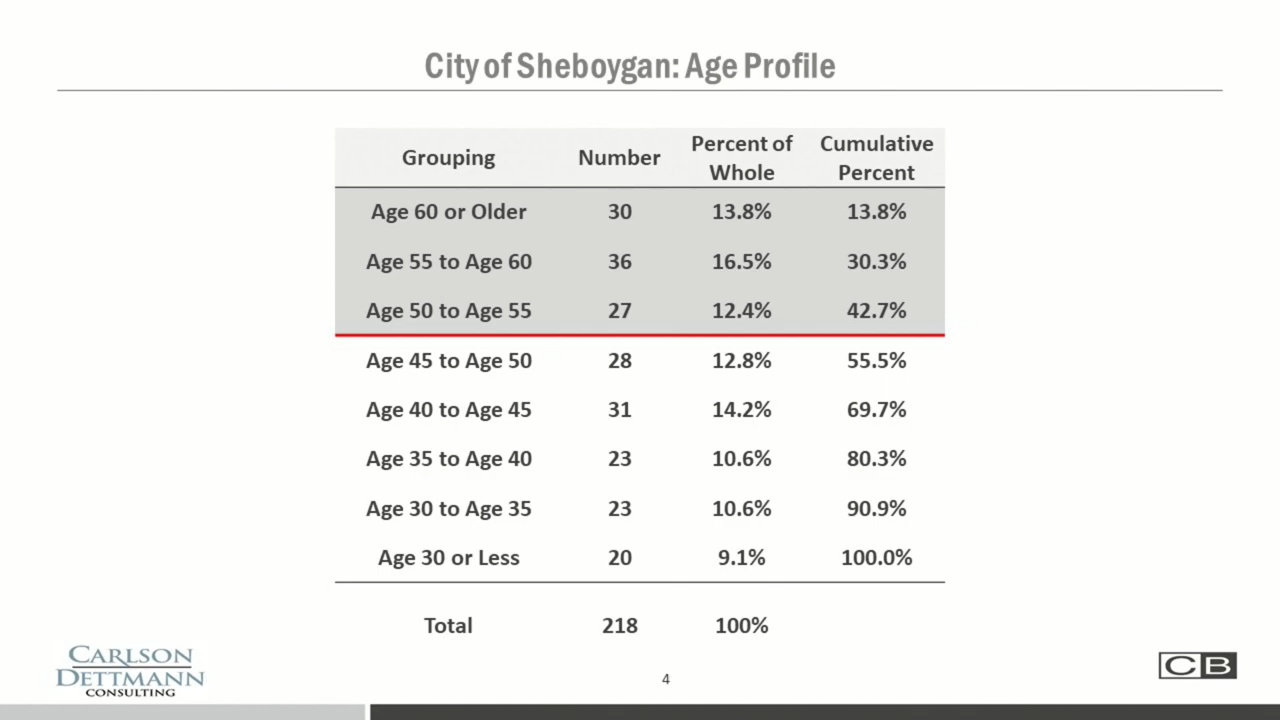 City of Sheboygan: Age Profile
Grouping Number Percent of Whole Cumulative Percent
Age 60 or Older 30 13.8% 13.8%
Age 55 to Age 60 36 16.5% 30.3%
Age 50 to Age 55 27 12.4% 42.7%
Age 45 to Age 50 28 12.8% 55.5%
Age 40 to Age 45 31 14.2% 69.7%
Age 35 to Age 40 23 10.6% 80.3%
Age 30 to Age 35 23 10.6% 90.9%
Age 30 or Less 20 9.1% 100.0%
Total 218 100%
CARLSON
DETTMANN
CONSULTING
4
CB